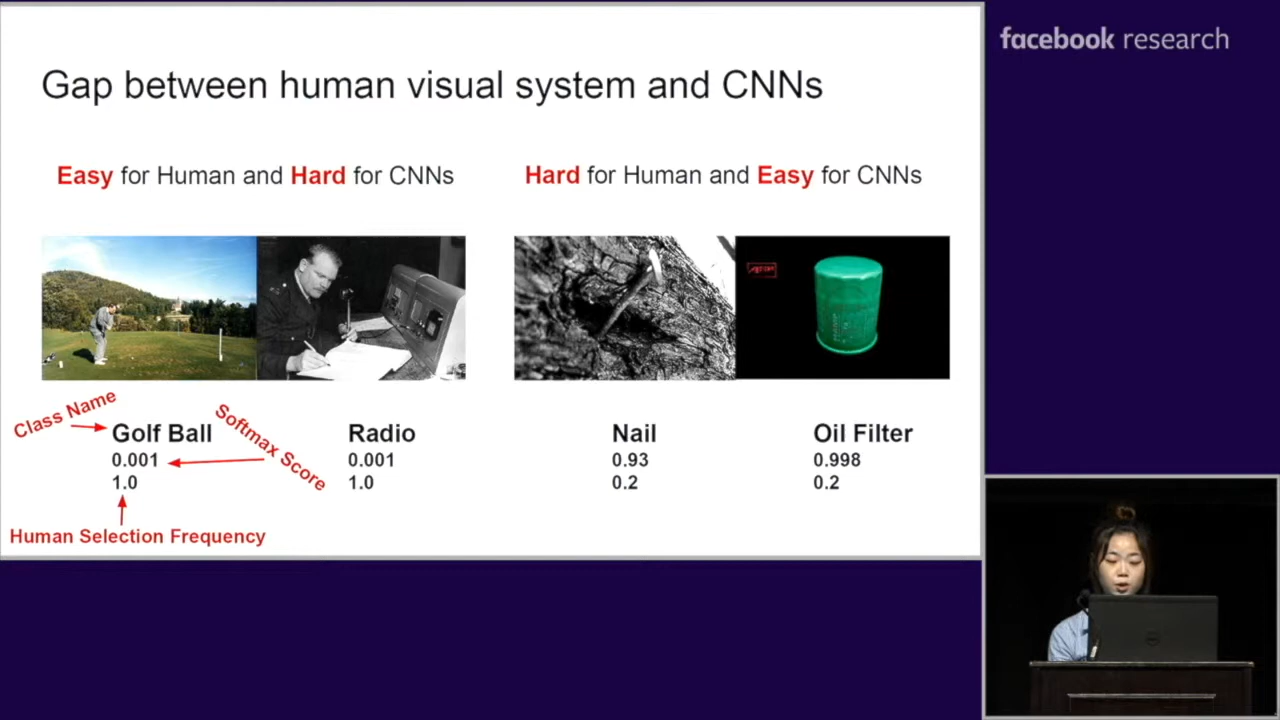 facebook research
Gap between human visual system and CNNs
Easy for Human and Hard for CNNs
Hard for Human and Easy for CNNs
Class Name
Softmax Score
Golf Ball
0.001
1.0
Radio
0.001
1.0
Nail
0.93
0.2
Oil Filter
0.998
0.2
Human Selection Frequency